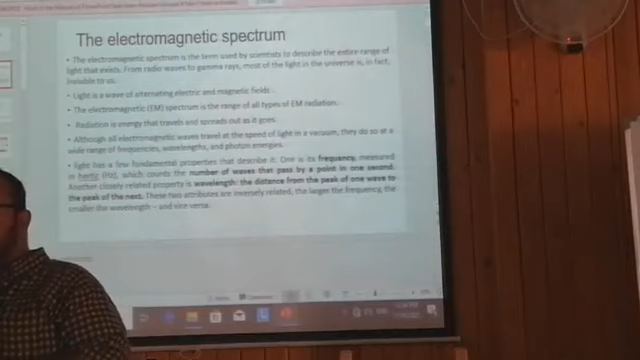 The electromagnetic spectrum
• The electromagnetic spectrum is the term used by scientists to describe the entire range of
light that exists. From radio waves to gamma rays, most of the light in the universe is, in fact,
invisible to us.
• Light is a wave of alternating electric and magnetic fields
• The electromagnetic (EM) spectrum is the range of all types of EM radiation.
• Radiation is energy that travels and spreads out as it goes
• Although all electromagnetic waves travel at the speed of light in a vacuum, they do so at a
wide range of frequencies, wavelengths, and photon energies.
• light has a few fundamental properties that describe it. One is its frequency, measured
in hertz (Hz), which counts the number of waves that pass by a point in one second.
Another closely related property is wavelength: the distance from the peak of one wave to
the peak of the next. These two attributes are inversely related, the larger the frequency, the
smaller the wavelength – and vice versa.